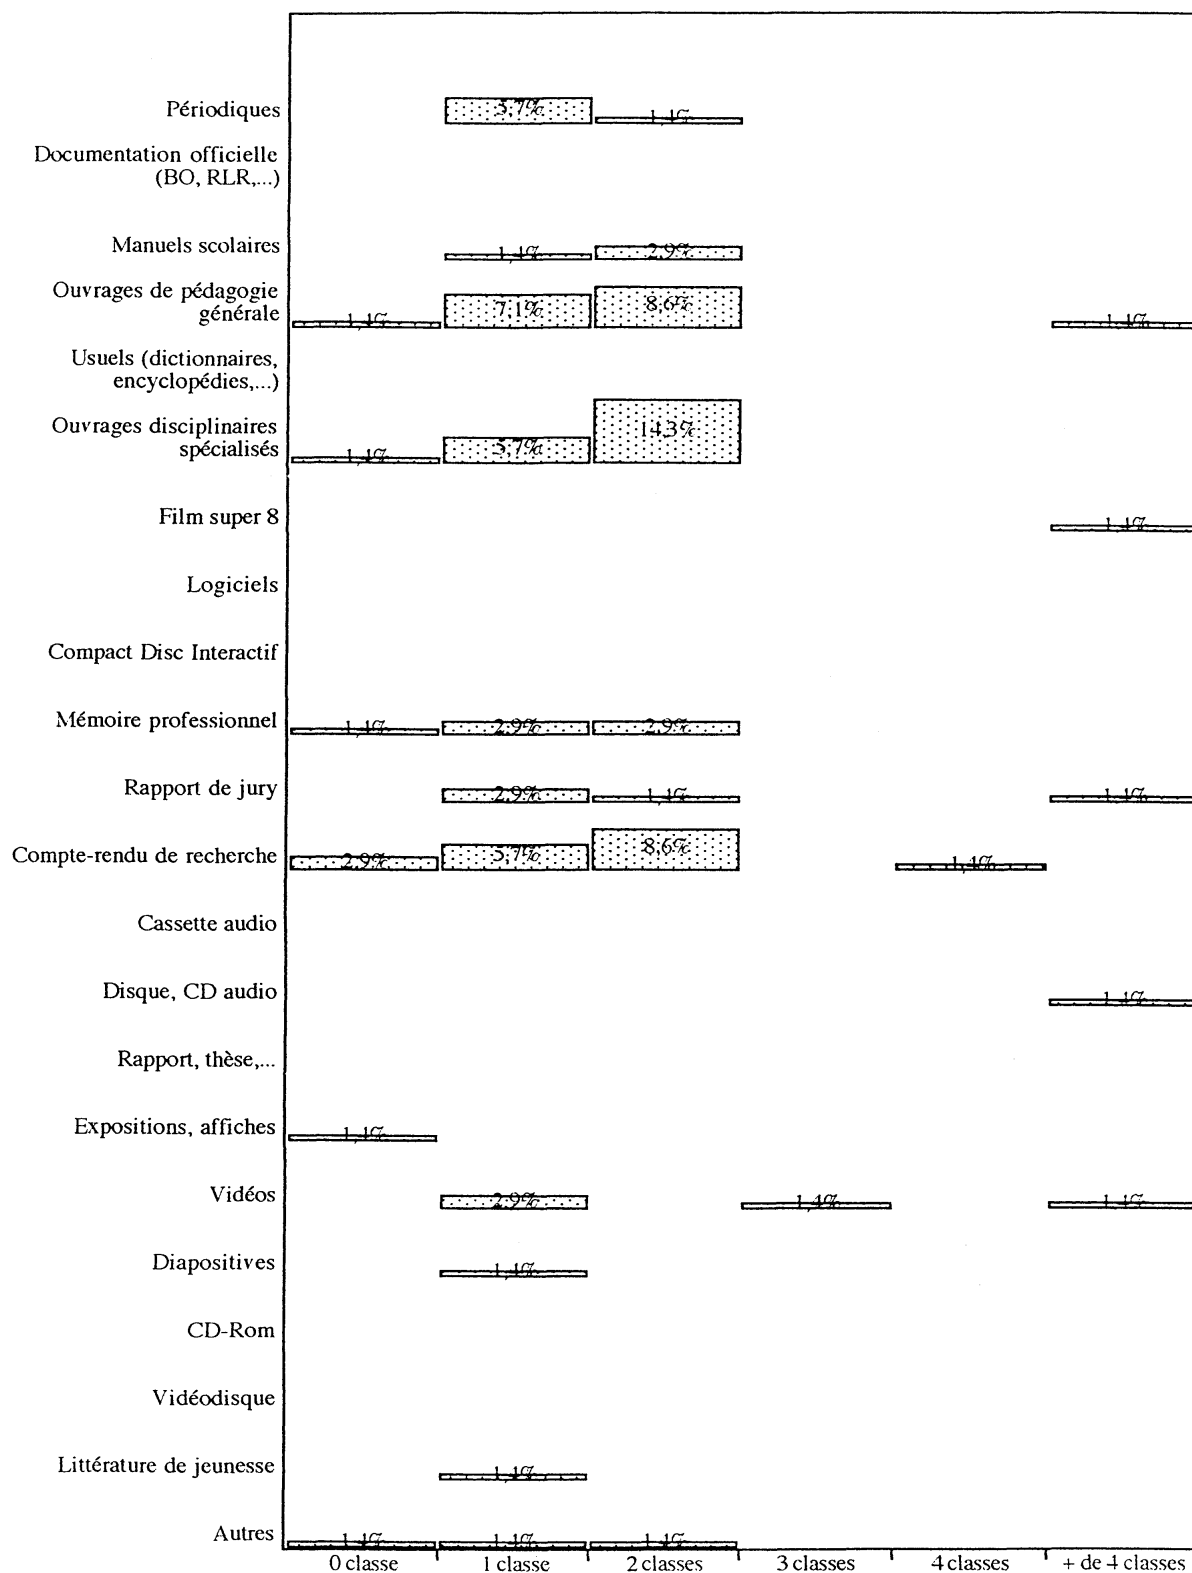 Périodiques 5,7% 1,4%
Documentation officielle
(BO, RLR,...)
Manuels scolaires 1,4% 2,9%
Ouvrages de pédagogie
générale 1,4% 7,1% 8,6% 1,4%
Usuels (dictionnaires,
encyclopédies,...)
Ouvrages disciplinaires
spécialisés 1,4% 5,7% 14,3%
Film super 8 1,4%
Logiciels
Compact Disc Interactif
Mémoire professionnel 1,4% 2,9% 2,9%
Rapport de jury 2,9% 1,4% 1,4%
Compte-rendu de recherche 2,9% 5,7% 8,6% 1,4%
Cassette audio
Disque, CD audio 1,4%
Rapport, thèse,...
Expositions, affiches 1,4%
Vidéos 2,9% 1,4% 1,4%
Diapositives 1,4%
CD-Rom
Vidéodisque
Littérature de jeunesse 1,4%
Autres 1,4% 1,4% 1,4%
0 classe 1 classe 2 classes 3 classes 4 classes + de 4 classes